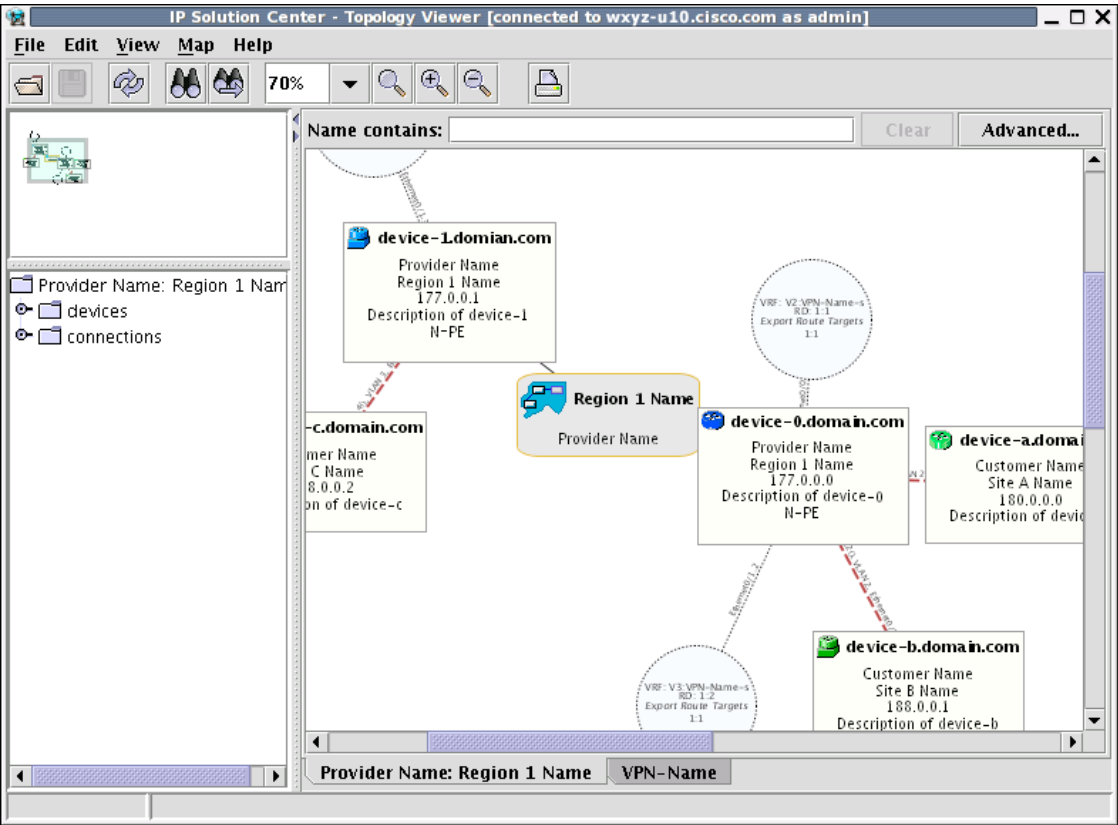 IP Solution Center - Topology Viewer [connected to wxyz-u10.cisco.com as admin]
File Edit View Map Help
70%
Name contains:
Clear
Advanced...
Provider Name: Region 1 Nam
devices
connections
device-1.domian.com
Provider Name
Region 1 Name
177.0.0.1
Description of device-1
N-PE
VRF: V2:VPN-Name-s
RD: 1:1
Export Route Targets
1:1
Region 1 Name
Provider Name
-c.domain.com
mer Name
C Name
8.0.0.2
on of device-c
device-0.domain.com
Provider Name
Region 1 Name
177.0.0.0
Description of device-0
N-PE
device-a.domai
Customer Name
Site A Name
180.0.0.0
Description of devic
Ethernet0/1.2
device-b.domain.com
Customer Name
Site B Name
188.0.0.1
Description of device-b
VRF: V3:VPN-Name-s
RD: 1:2
Export Route Targets
1:1
Provider Name: Region 1 Name
VPN-Name